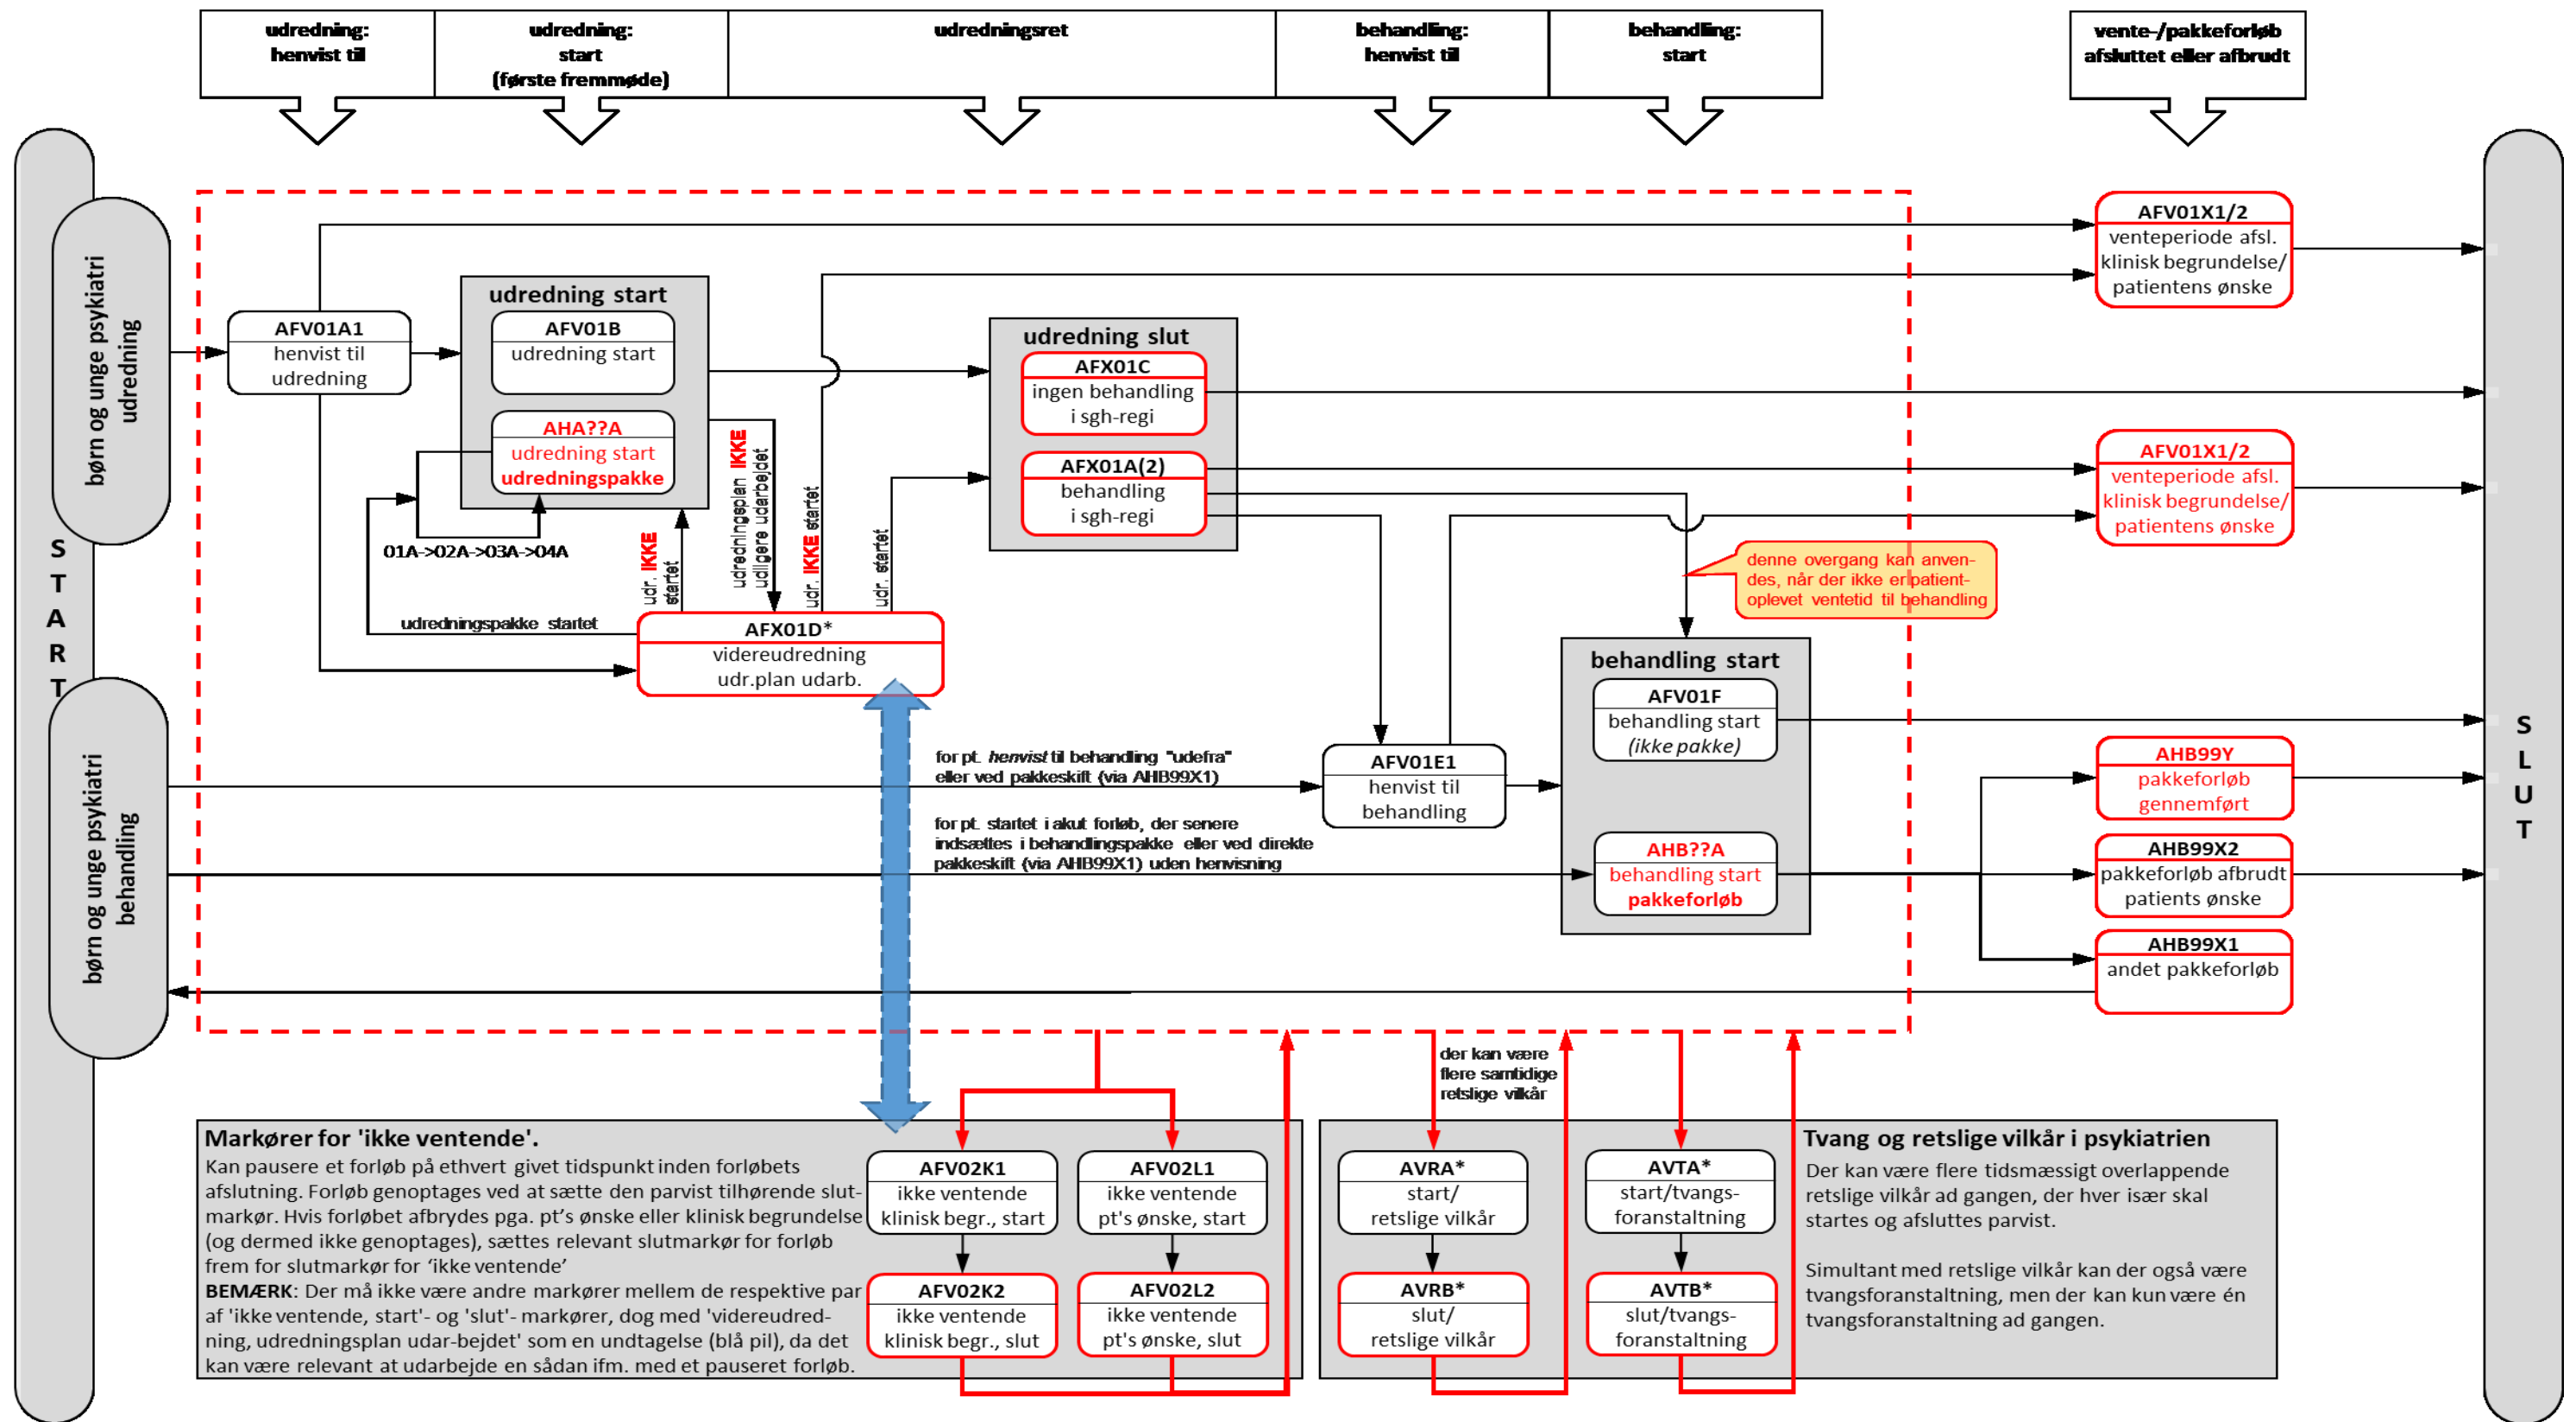 udredning:
henvist til
udredning:
start
(første fremmøde)
udredningsret
behandling:
henvist til
behandling:
start
vente-/pakkeforløb
afsluttet eller afbrudt
START
børn og unge psykiatri
udredning
børn og unge psykiatri
behandling
AFV01A1
henvist til
udredning
udredning start
AFV01B
udredning start
AHA??A
udredning start
udredningspakke
01A->02A->03A->04A
udredningspakke startet
udr. IKKE
startet
udredningsplan IKKE
udligere udarbejdet
udr. IKKE startet
udr. startet
AFX01D*
videreudredning
udr.plan udarb.
udredning slut
AFX01C
ingen behandling
i sgh-regi
AFX01A(2)
behandling
i sgh-regi
AFV01X1/2
venteperiode afsl.
klinisk begrundelse/
patientens ønske
AFV01X1/2
venteperiode afsl.
klinisk begrundelse/
patientens ønske
denne overgang kan anven-
des, når der ikke er patient-
oplevet ventetid til behandling
for pt. henvist til behandling "udefra"
eller ved pakkeskift (via AHB99X1)
for pt. startet i akut forløb, der senere
indsættes i behandlingspakke eller ved direkte
pakkeskift (via AHB99X1) uden henvisning
AFV01E1
henvist til
behandling
behandling start
AFV01F
behandling start
(ikke pakke)
AHB??A
behandling start
pakkeforløb
AHB99Y
pakkeforløb
gennemført
AHB99X2
pakkeforløb afbrudt
patients ønske
AHB99X1
andet pakkeforløb
SLUT
der kan være
flere samtidige
retslige vilkår
Markører for 'ikke ventende'.
Kan pausere et forløb på ethvert givet tidspunkt inden forløbets
afslutning. Forløb genoptages ved at sætte den parvist tilhørende slut-
markør. Hvis forløbet afbrydes pga. pt's ønske eller klinisk begrundelse
(og dermed ikke genoptages), sættes relevant slutmarkør for forløb
frem for slutmarkør for ‘ikke ventende’
BEMÆRK: Der må ikke være andre markører mellem de respektive par
af 'ikke ventende, start'- og 'slut'- markører, dog med 'videreudred-
ning, udredningsplan udar-bejdet' som en undtagelse (blå pil), da det
kan være relevant at udarbejde en sådan ifm. med et pauseret forløb.
AFV02K1
ikke ventende
klinisk begr., start
AFV02L1
ikke ventende
pt's ønske, start
AFV02K2
ikke ventende
klinisk begr., slut
AFV02L2
ikke ventende
pt's ønske, slut
AVRA*
start/
retslige vilkår
AVTA*
start/tvangs-
foranstaltning
AVRB*
slut/
retslige vilkår
AVTB*
slut/tvangs-
foranstaltning
Tvang og retslige vilkår i psykiatrien
Der kan være flere tidsmæssigt overlappende
retslige vilkår ad gangen, der hver især skal
startes og afsluttes parvist.
Simultant med retslige vilkår kan der også være
tvangsforanstaltning, men der kan kun være én
tvangsforanstaltning ad gangen.